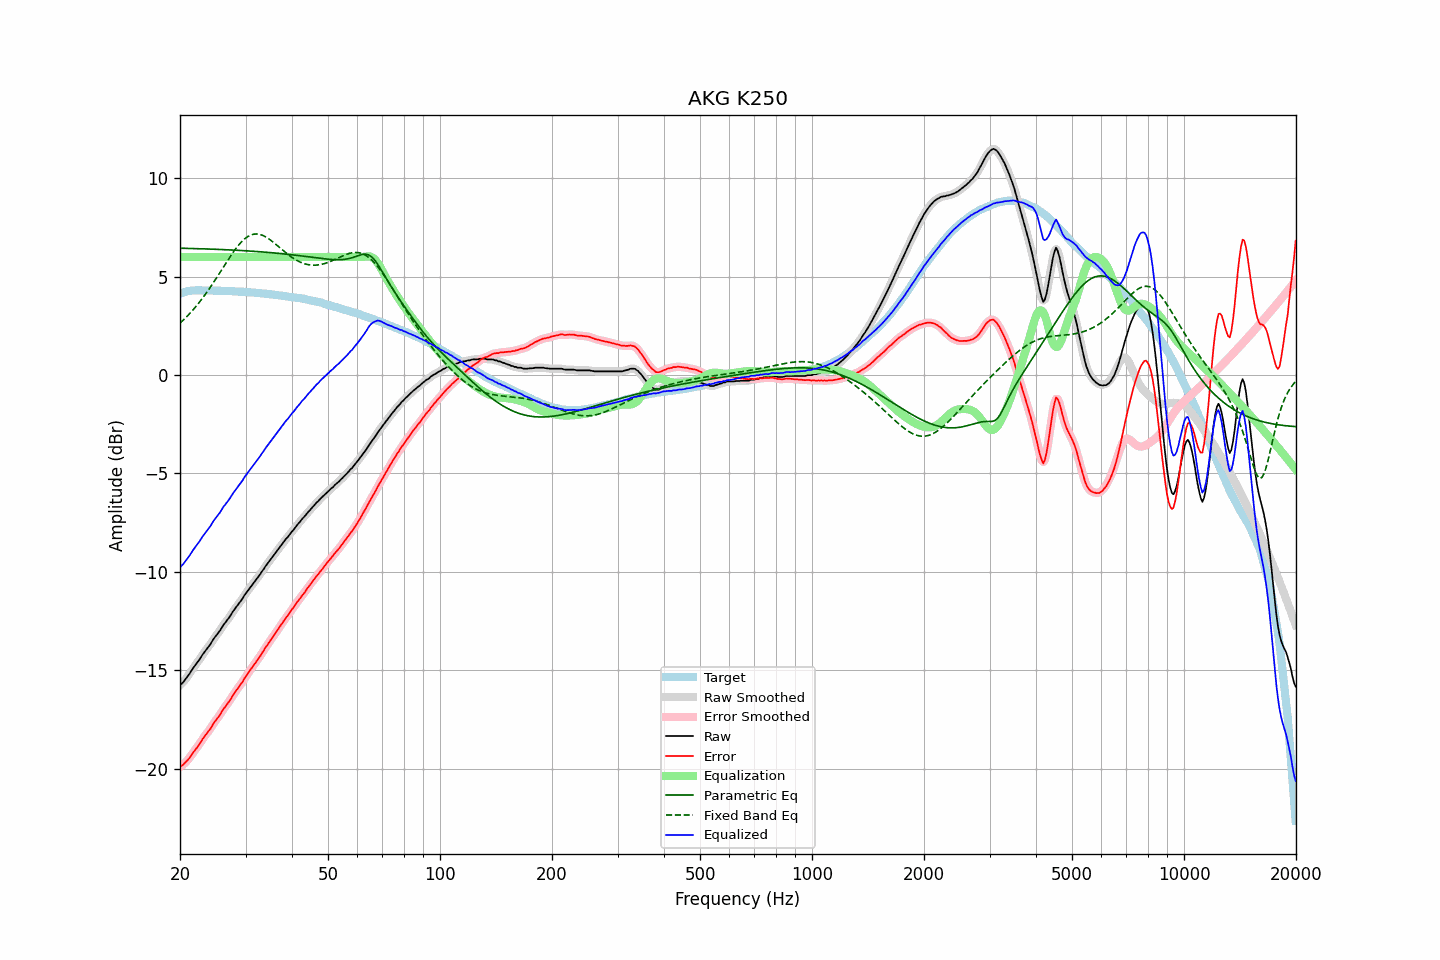 AKG K250
Amplitude (dBr)
10
5
0
−5
−10
−15
−20
Target
Raw Smoothed
Error Smoothed
Raw
Error
Equalization
Parametric Eq
Fixed Band Eq
Equalized
20 50 100 200 500 1000 2000 5000 10000 20000
Frequency (Hz)